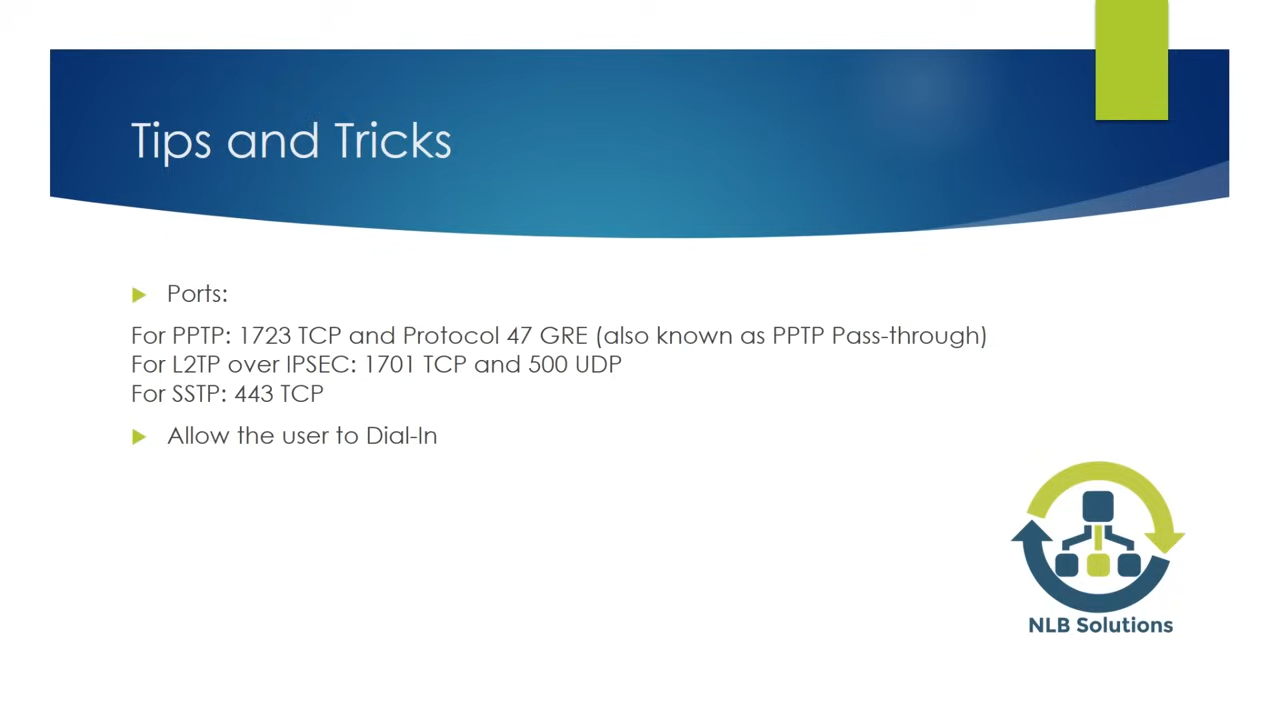 Tips and Tricks
Ports:
For PPTP: 1723 TCP and Protocol 47 GRE (also known as PPTP Pass-through)
For L2TP over IPSEC: 1701 TCP and 500 UDP
For SSTP: 443 TCP
Allow the user to Dial-In
NLB Solutions